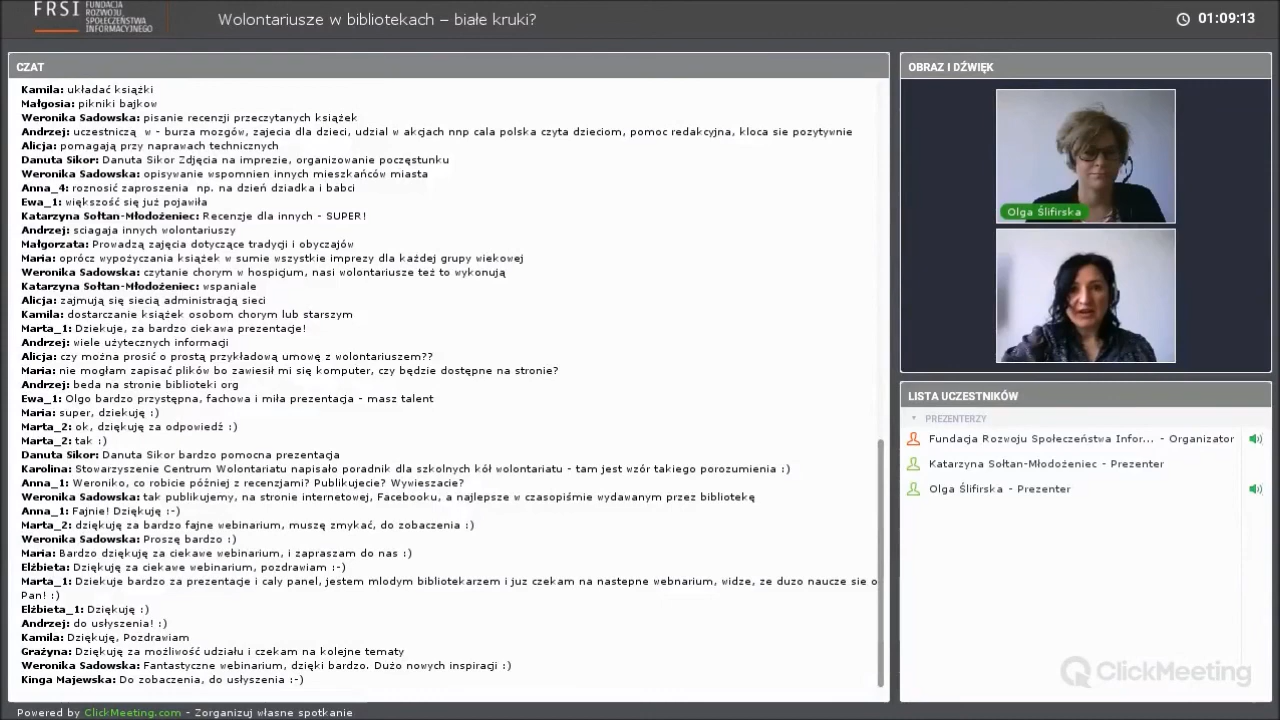 FRSI FUNDACJA
ROZWOJU
SPOŁECZEŃSTWA
INFORMACYJNEGO
Wolontariusze w bibliotekach – białe kruki?
01:09:13
CZAT
Kamila: układać książki
Małgosia: pikniki bajkow
Weronika Sadowska: pisanie recenzji przeczytanych książek
Andrzej: uczestniczą w - burza mozgów, zajecia dla dzieci, udzial w akcjach nnp cala polska czyta dzieciom, pomoc redakcyjna, kloca sie pozytywnie
Alicja: pomagają przy naprawach technicznych
Danuta Sikor: Danuta Sikor Zdjęcia na imprezie, organizowanie poczęstunku
Weronika Sadowska: opisywanie wspomnien innych mieszkańców miasta
Anna_4: roznosić zaproszenia np. na dzień dziadka i babci
Ewa_1: większość się już pojawiła
Katarzyna Sołtan-Młodożeniec: Recenzje dla innych - SUPER!
Andrzej: sciagaja innych wolontariuszy
Małgorzata: Prowadzą zajęcia dotyczące tradycji i obyczajów
Maria: oprócz wypożyczania książek w sumie wszystkie imprezy dla każdej grupy wiekowej
Weronika Sadowska: czytanie chorym w hospicjum, nasi wolontariusze też to wykonują
Katarzyna Sołtan-Młodożeniec: wspaniale
Alicja: zajmują się siecią administracją sieci
Kamila: dostarczanie książek osobom chorym lub starszym
Marta_1: Dziekuje, za bardzo ciekawa prezentacje!
Andrzej: wiele użytecznych informacji
Alicja: czy można prosić o prostą przykładową umowę z wolontariuszem??
Maria: nie mogłam zapisać plików bo zawiesił mi się komputer, czy będzie dostępne na stronie?
Andrzej: beda na stronie biblioteki org
Ewa_1: Olgo bardzo przystępna, fachowa i miła prezentacja - masz talent
Maria: super, dziekuję :)
Marta_2: ok, dziękuję za odpowiedź :)
Marta_2: tak :)
Danuta Sikor: Danuta Sikor bardzo pomocna prezentacja
Karolina: Stowarzyszenie Centrum Wolontariatu napisało poradnik dla szkolnych kół wolontariatu - tam jest wzór takiego porozumienia :)
Anna_1: Weroniko, co robicie później z recenzjami? Publikujecie? Wywieszacie?
Weronika Sadowska: tak publikujemy, na stronie internetowej, Facebooku, a najlepsze w czasopiśmie wydawanym przez bibliotekę
Anna_1: Fajnie! Dziękuję :-)
Marta_2: dziękuję za bardzo fajne webinarium, muszę zmykać, do zobaczenia :)
Weronika Sadowska: Proszę bardzo :)
Maria: Bardzo dziękuję za ciekawe webinarium, i zapraszam do nas :)
Elżbieta: Dziękuję za ciekawe webinarium, pozdrawiam :-)
Marta_1: Dziekuje bardzo za prezentacje i caly panel, jestem mlodym bibliotekarzem i juz czekam na nastepne webnarium, widze, ze duzo naucze sie o
Pan! :)
Elżbieta_1: Dziękuję :)
Andrzej: do usłyszenia! :)
Kamila: Dziękuję, Pozdrawiam
Grażyna: Dziękuję za możliwość udziału i czekam na kolejne tematy
Weronika Sadowska: Fantastyczne webinarium, dzięki bardzo. Dużo nowych inspiracji :)
Kinga Majewska: Do zobaczenia, do usłyszenia :-)
OBRAZ I DŹWIĘK
Olga Ślifirska
LISTA UCZESTNIKÓW
PREZENTERZY
Fundacja Rozwoju Społeczeństwa Infor... - Organizator
Katarzyna Sołtan-Młodożeniec - Prezenter
Olga Ślifirska - Prezenter
ClickMeeting
Powered by ClickMeeting.com - Zorganizuj własne spotkanie